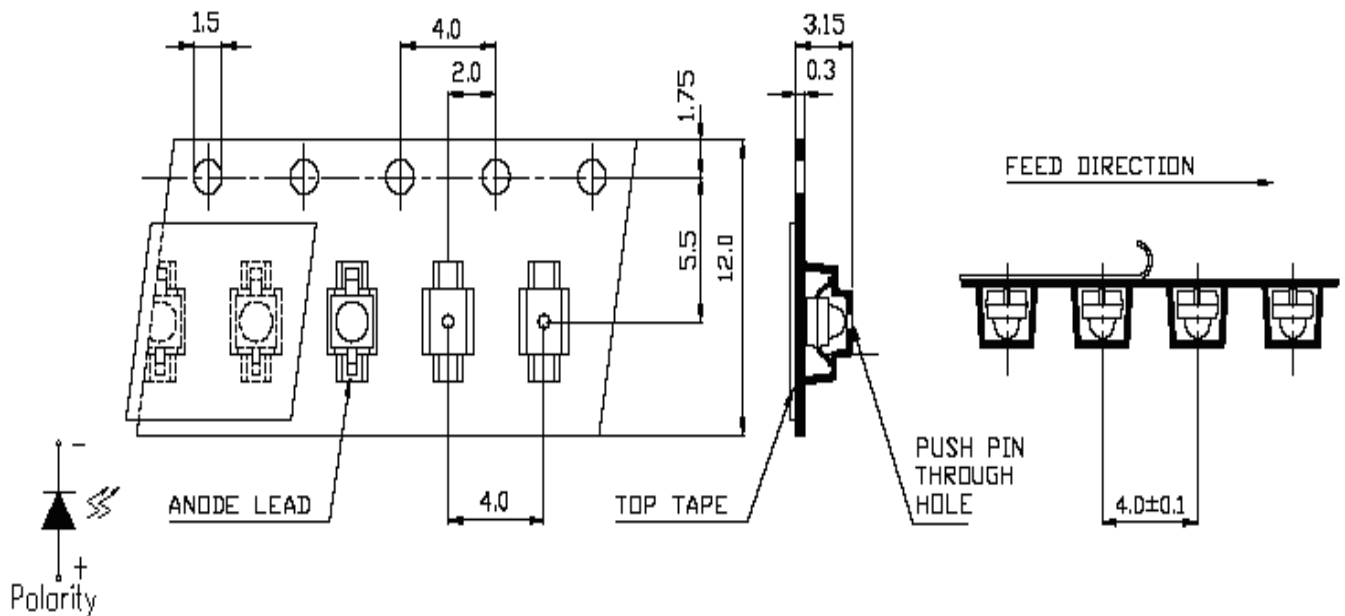 1.5
4.0
3.15
2.0
0.3
1.75
FEED DIRECTION
5.5
12.0
-
ANODE LEAD
4.0
TOP TAPE
PUSH PIN
THROUGH
HOLE
4.0±0.1
+
Polarity